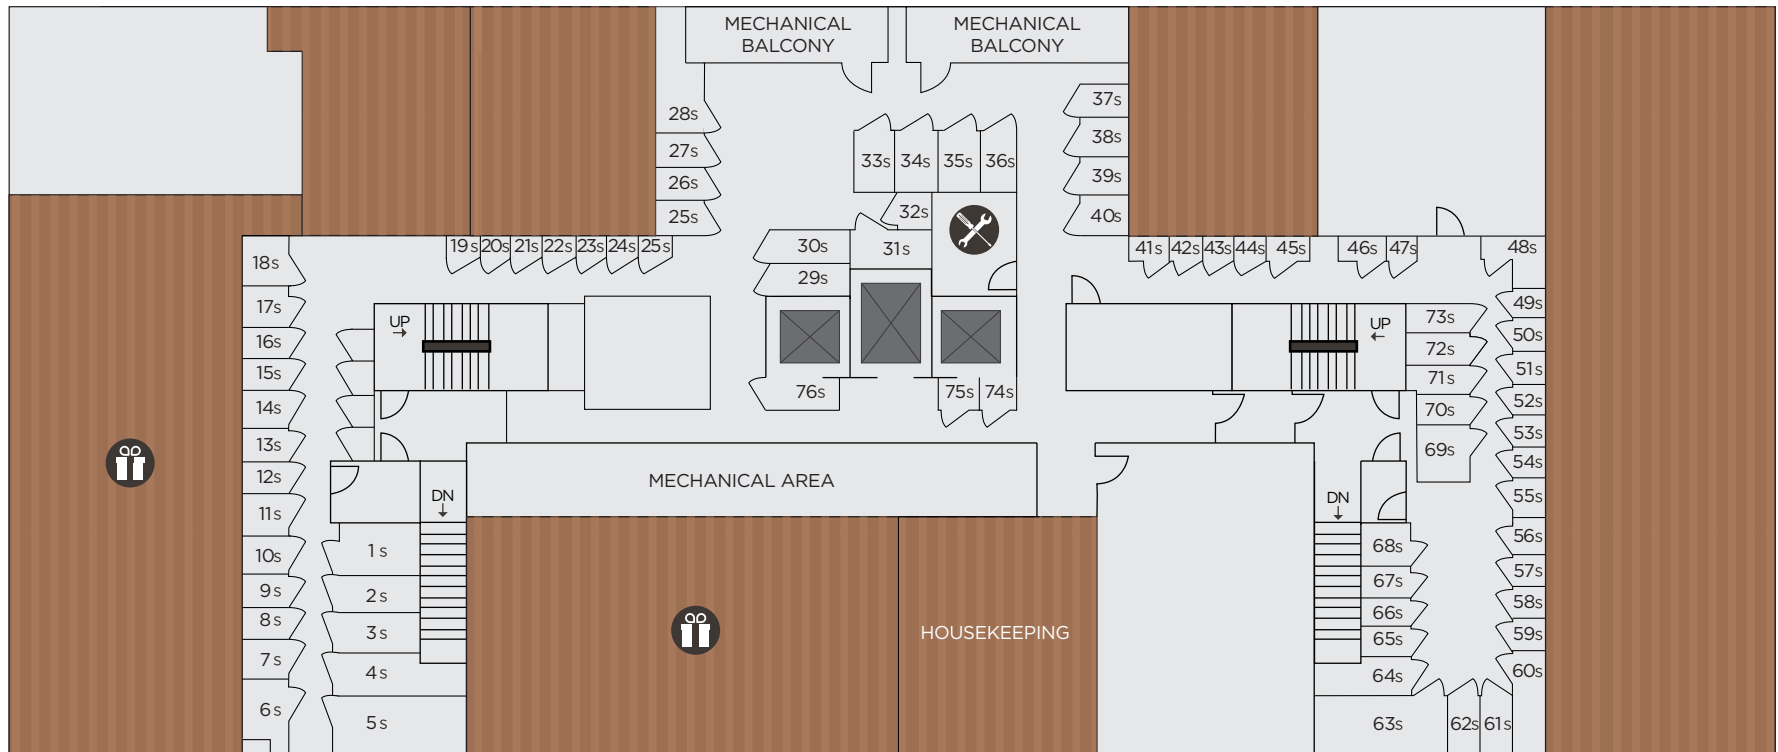 MECHANICAL
BALCONY
MECHANICAL
BALCONY
28s
27s
26s
25s
37s
38s
39s
40s
33s
34s
35s
36s
32s
31s
30s
29s
18s
17s
16s
15s
14s
13s
12s
11s
10s
9s
8s
7s
6s
19s
20s
21s
22s
23s
24s
25s
41s
42s
43s
44s
45s
46s
47s
48s
49s
50s
51s
52s
53s
54s
55s
56s
57s
58s
59s
60s
UP
UP
73s
72s
71s
70s
69s
76s
75s
74s
MECHANICAL AREA
DN
DN
1s
2s
3s
4s
5s
HOUSEKEEPING
68s
67s
66s
65s
64s
63s
62s
61s